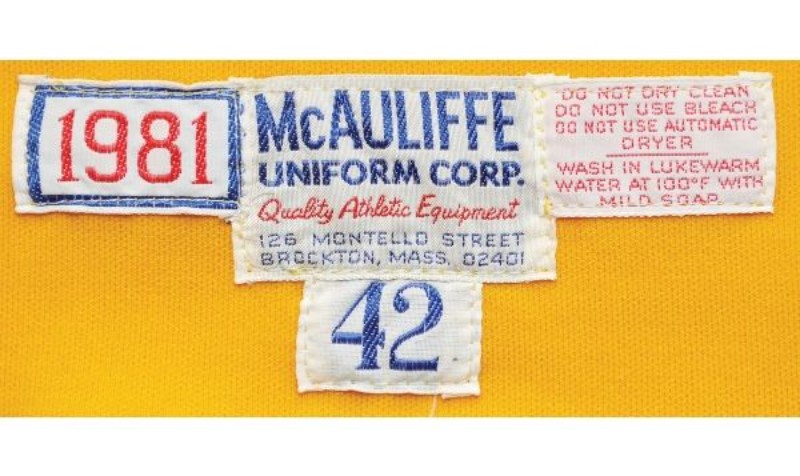 1981
McAULIFFE
UNIFORM CORP.
Quality Athletic Equipment
126 MONTELLO STREET
BROCKTON, MASS. 02401
DO NOT DRY CLEAN
DO NOT USE BLEACH
DO NOT USE AUTOMATIC
DRYER
WASH IN LUKEWARM
WATER AT 100°F WITH
MILD SOAP
42